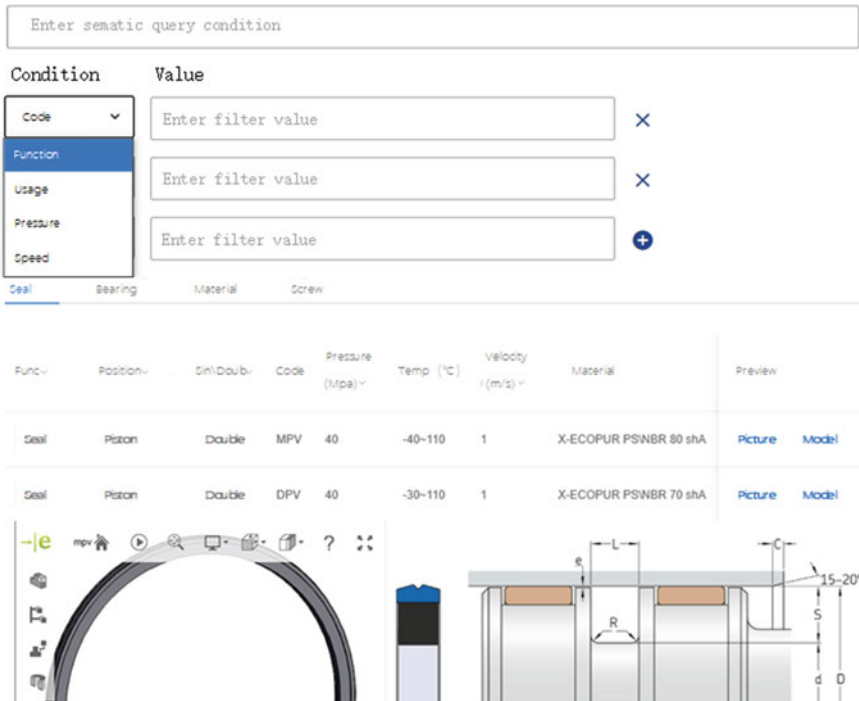 Enter sematic query condition
Condition Value
Code Enter filter value
Function
Usage Enter filter value
Pressure
Enter filter value
Speed
Seal Bearing Material Screw
Func Position Sin\Doub Code Pressure (Mpa) Temp (℃) Velocity (m/s) Material Preview
Seal Piston Double MPV 40 -40~110 1 X-ECOPUR PS\NBR 80 shA Picture Model
Seal Piston Double DPV 40 -30~110 1 X-ECOPUR PS\NBR 70 shA Picture Model
e mpv ?
L C
e
15-20°
R S
d D